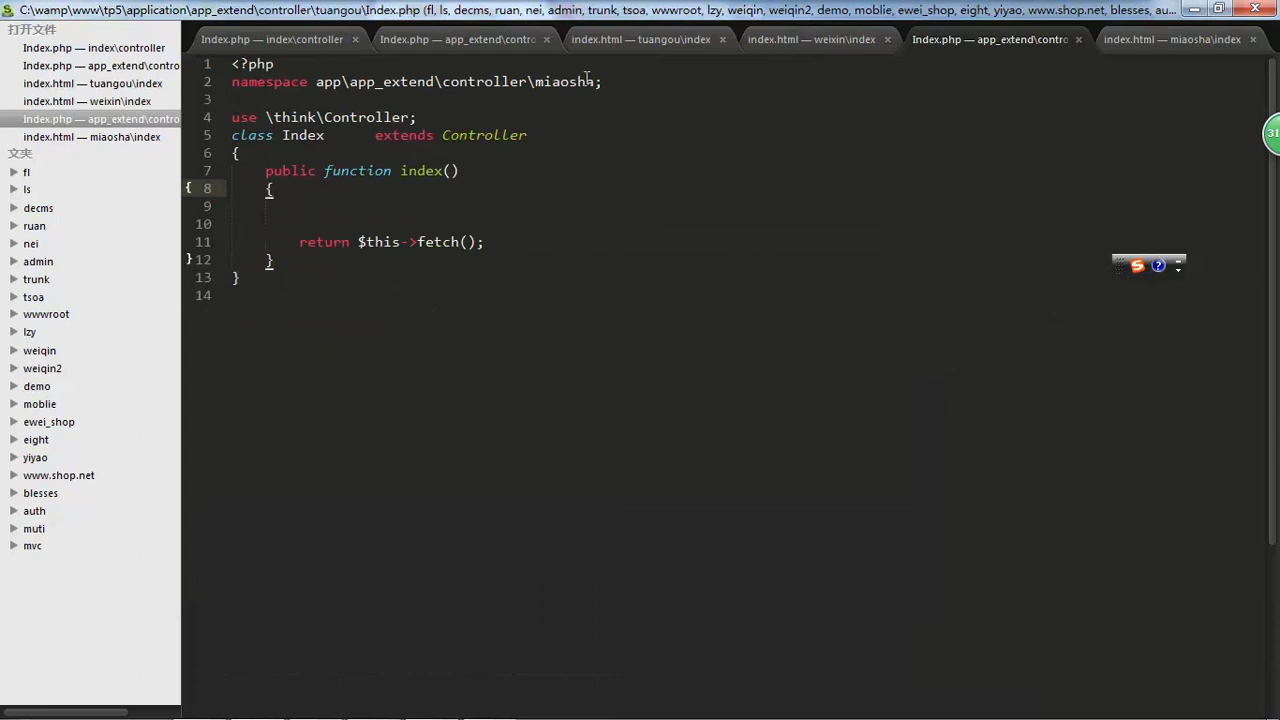 C:\wamp\www\tp5\application\app_extend\controller\tuangou\Index.php (fl, ls, decms, ruan, nei, admin, trunk, tsoa, wwwroot, lzy, weiqin, weiqin2, demo, moblie, ewei_shop, eight, yiyao, www.shop.net, blesses, au...
打开文件
Index.php — index\controller
Index.php — app_extend\contro
index.html — tuangou\index
index.html — weixin\index
Index.php — app_extend\contro
index.html — miaosha\index
文夹
fl
ls
decms
ruan
nei
admin
trunk
tsoa
wwwroot
lzy
weiqin
weiqin2
demo
moblie
ewei_shop
eight
yiyao
www.shop.net
blesses
auth
muti
mvc
Index.php — index\controller × Index.php — app_extend\contro × index.html — tuangou\index × index.html — weixin\index × Index.php — app_extend\contro × index.html — miaosha\index ×
1 <?php
2 namespace app\app_extend\controller\miaosha;
3
4 use \think\Controller;
5 class Index extends Controller
6 {
7 public function index()
{ 8 {
9
10
11 return $this->fetch();
} 12 }
13 }
14
31
S ?